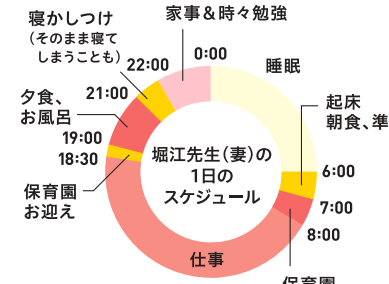 家事&時々勉強
0:00
睡眠
起床
朝食、準
6:00
7:00
8:00
保育園
仕事
保育園
お迎え
18:30
19:00
夕食、
お風呂
21:00
寝かしつけ
(そのまま寝て
しまうことも)
22:00
堀江先生(妻)の
1日の
スケジュール